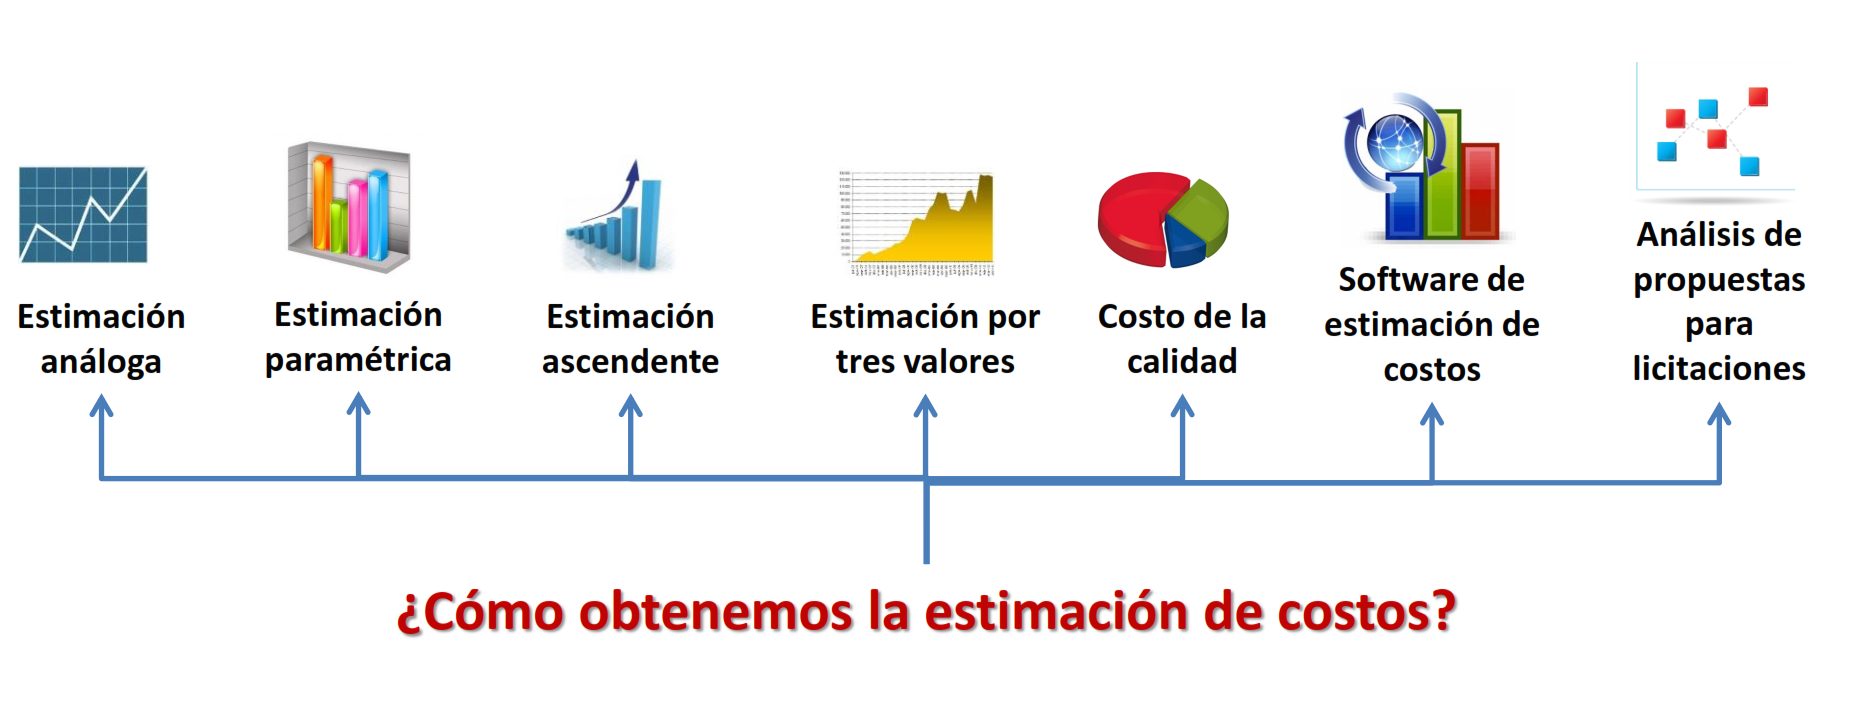 Estimación
análoga
Estimación
paramétrica
Estimación
ascendente
Estimación por
tres valores
Costo de la
calidad
Software de
estimación de
costos
Análisis de
propuestas
para
licitaciones
¿Cómo obtenemos la estimación de costos?